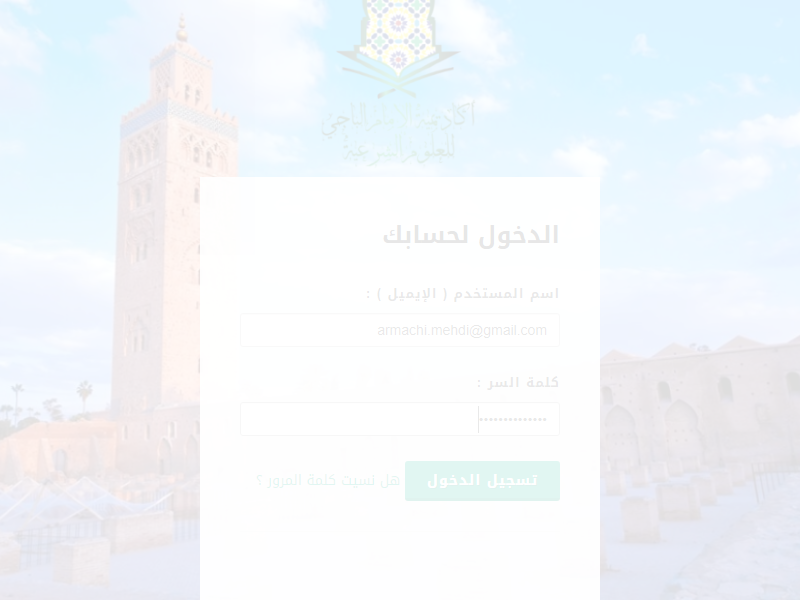 أكاديمية الإمام الناجي
للعلوم الشرعية
الدخول لحسابك
اسم المستخدم ( الإيميل ) :
armachi.mehdi@gmail.com
كلمة السر :
تسجيل الدخول هل نسيت كلمة المرور ؟